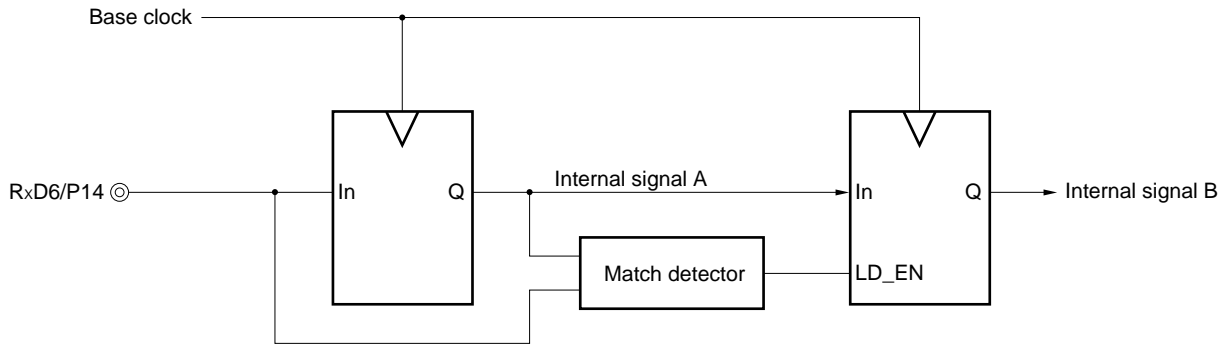 Base clock
RxD6/P14
In
Q
Internal signal A
In
Q
Internal signal B
Match detector
LD_EN